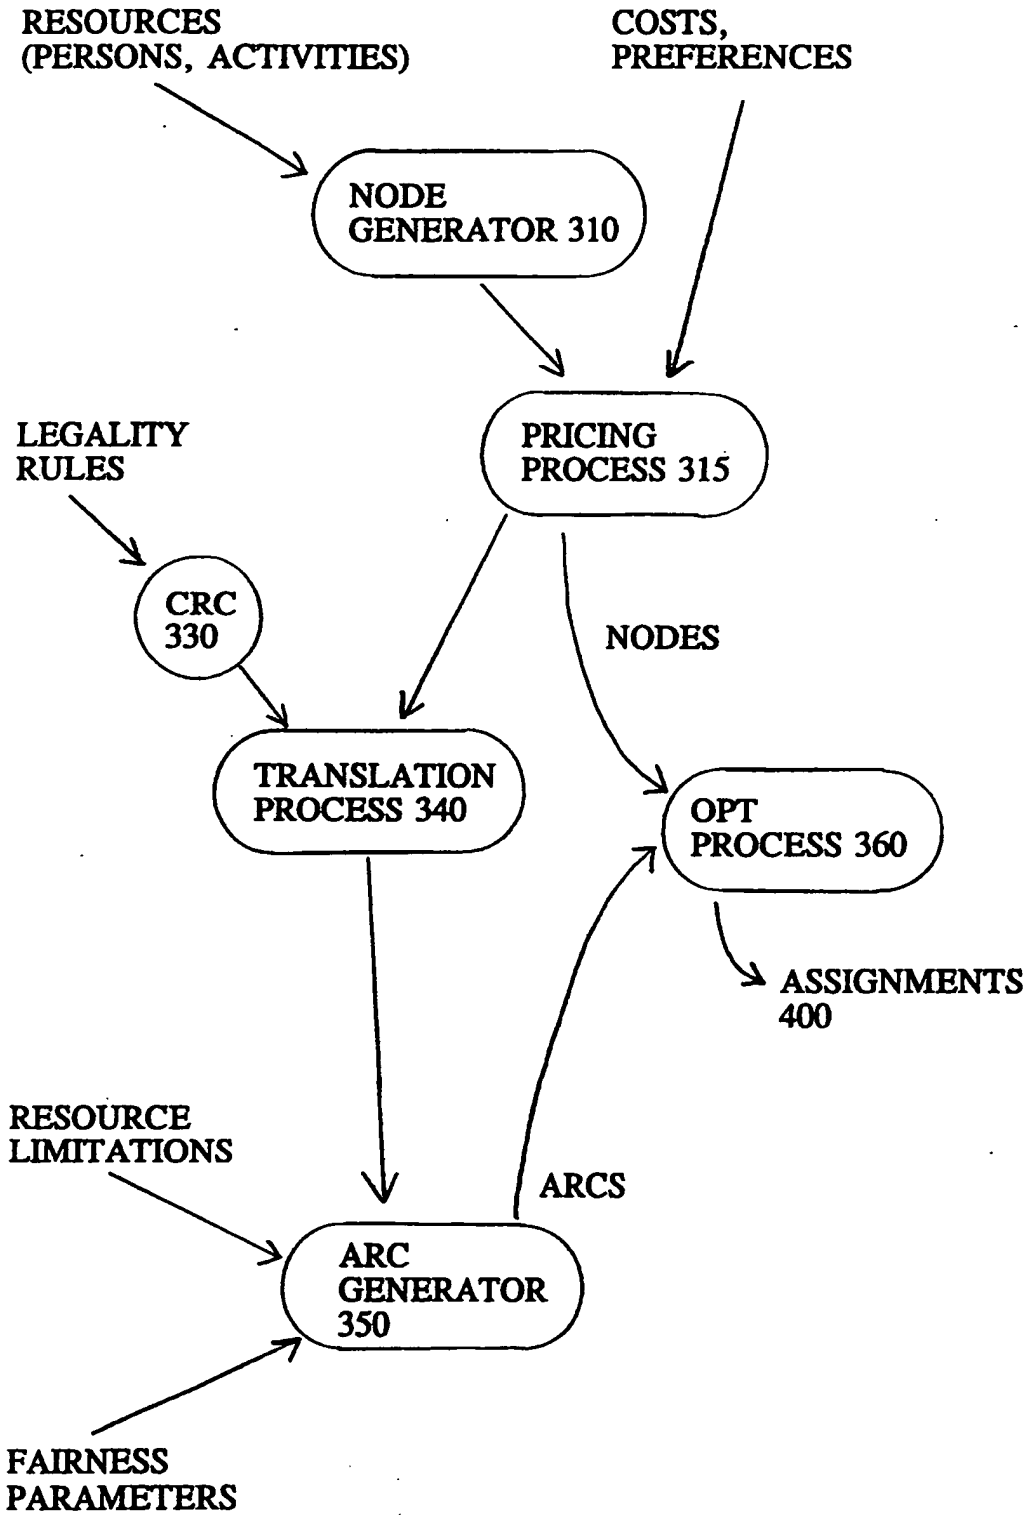 RESOURCES
(PERSONS, ACTIVITIES)
COSTS,
PREFERENCES
NODE
GENERATOR 310
PRICING
PROCESS 315
LEGALITY
RULES
CRC
330
NODES
TRANSLATION
PROCESS 340
OPT
PROCESS 360
ASSIGNMENTS
400
RESOURCE
LIMITATIONS
ARCS
ARC
GENERATOR
350
FAIRNESS
PARAMETERS